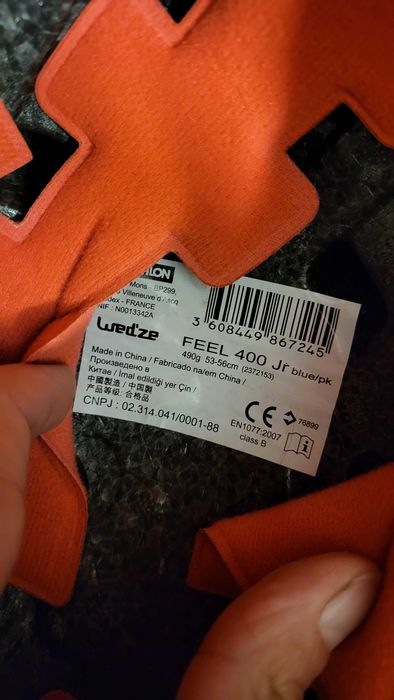 Mons - BP299,
Villeneuve d'Ascq
- FRANCE
NIF : N0013342A
Wed'ze
3 608449 867245
FEEL 400 Jr blue/pk
490g 53-56cm (2372153)
Made in China / Fabricado na/em China /
Произведено в
Китае / İmal edildiği yer Çin /
中國製造 / 中国製
产品等级: 合格品
CNPJ : 02.314.041/0001-88
CE
76899
EN1077:2007
class B
i